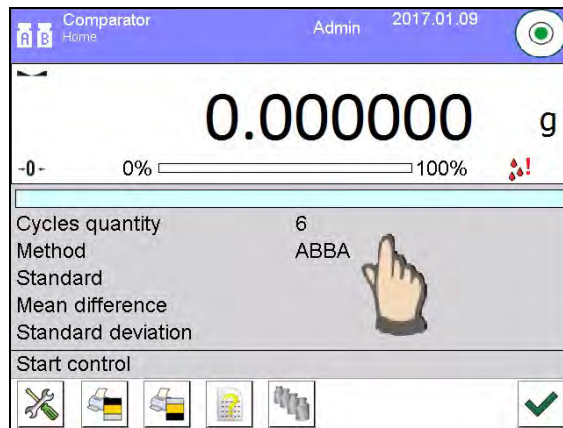 A B
Comparator
Home
Admin
2017.01.09
0.000000 g
-0-
0%
100%
!
Cycles quantity 6
Method ABBA
Standard
Mean difference
Standard deviation
Start control
?